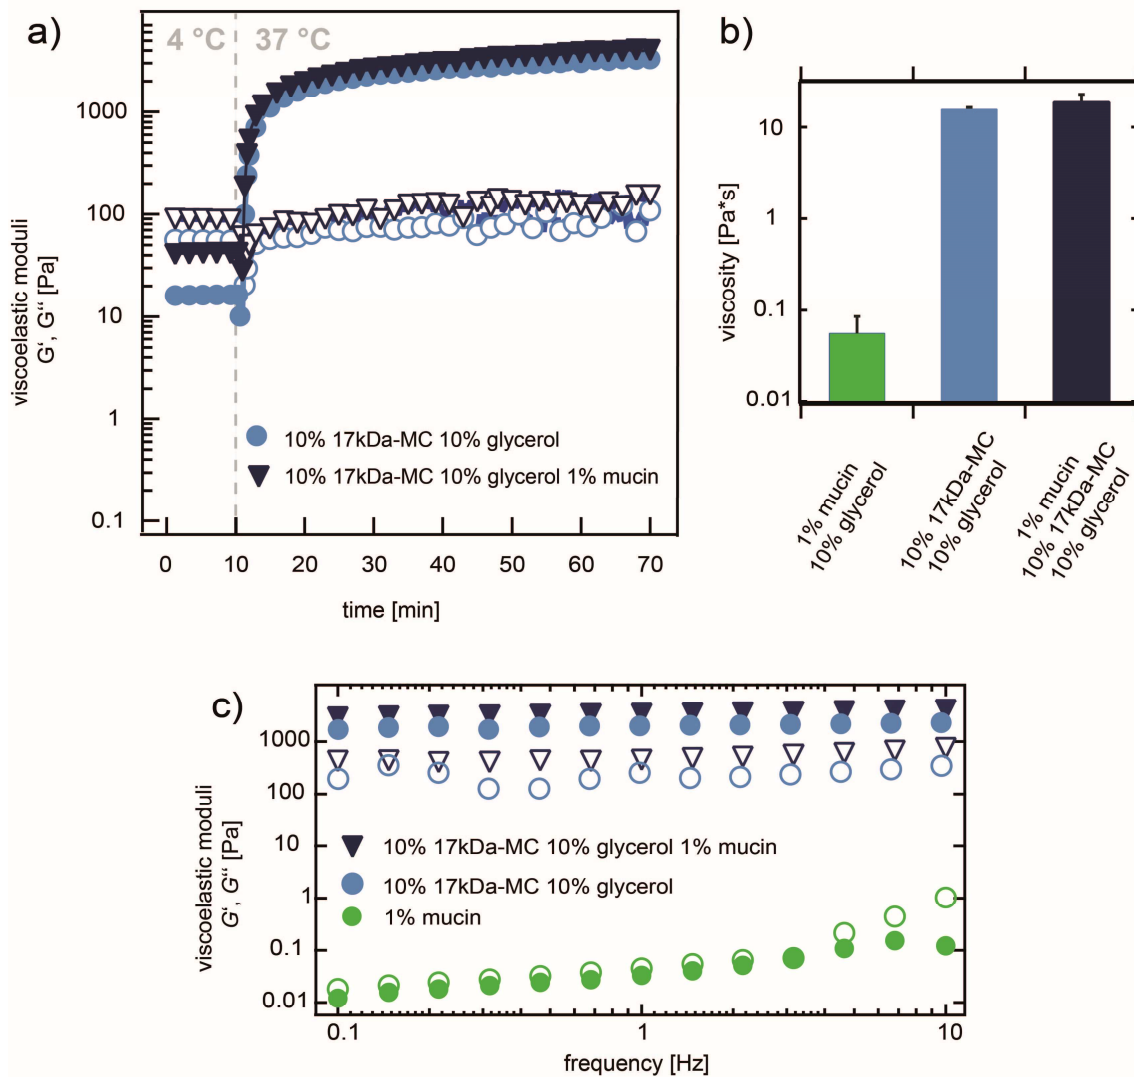 a)
4 °C 37 °C
1000
100
10
1
0.1
viscoelastic moduli
G‘, G‘‘ [Pa]
10% 17kDa-MC 10% glycerol
10% 17kDa-MC 10% glycerol 1% mucin
0 10 20 30 40 50 60 70
time [min]
b)
10
1
0.1
0.01
viscosity [Pa*s]
1% mucin
10% glycerol
10% 17kDa-MC
10% glycerol
1% mucin
10% 17kDa-MC
10% glycerol
c)
1000
100
10
1
0.1
0.01
viscoelastic moduli
G‘, G‘‘ [Pa]
10% 17kDa-MC 10% glycerol 1% mucin
10% 17kDa-MC 10% glycerol
1% mucin
0.1 1 10
frequency [Hz]